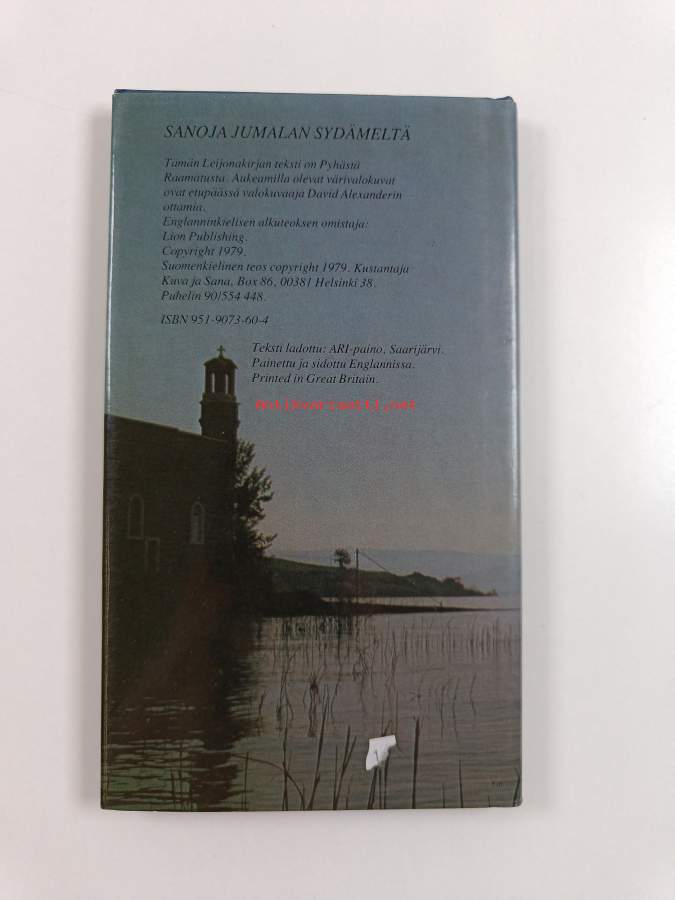 SANOJA JUMALAN SYDÄMELTÄ
Tämän Leijonakirjan teksti on Pyhästä
Raamatusta. Aukeamilla olevat värivalokuvat
ovat etupäässä valokuvaaja David Alexanderin
ottamia.
Englanninkielisen alkuteoksen omistaja:
Lion Publishing.
Copyright 1979.
Suomenkielinen teos copyright 1979. Kustantaja
Kuva ja Sana, Box 86, 00381 Helsinki 38.
Puhelin 90/554 448.
ISBN 951-9073-60-4
Teksti ladottu: ARI-paino, Saarijärvi.
Painettu ja sidottu Englannissa.
Printed in Great Britain.